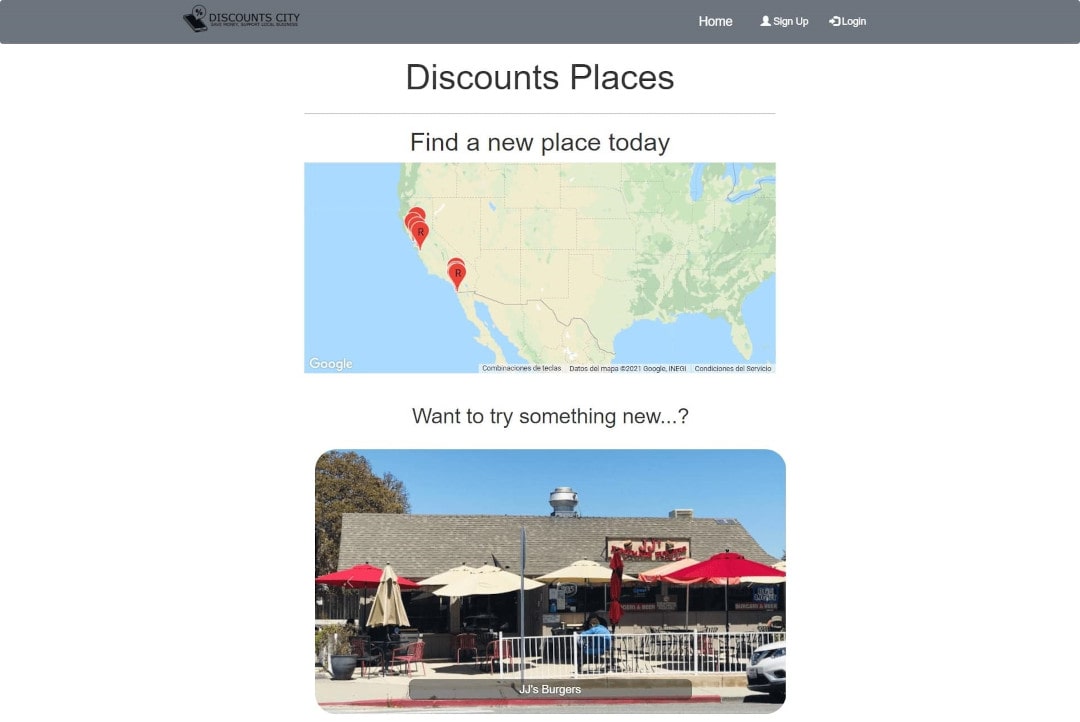 DISCOUNTS CITY
SAVE MONEY, SUPPORT LOCAL BUSINESS
Home
Sign Up
Login
Discounts Places
Find a new place today
R
R
Google
Combinaciones de teclas
Datos del mapa ©2021 Google, INEGI
Condiciones del Servicio
Want to try something new...?
JJ's
JJ's Burgers